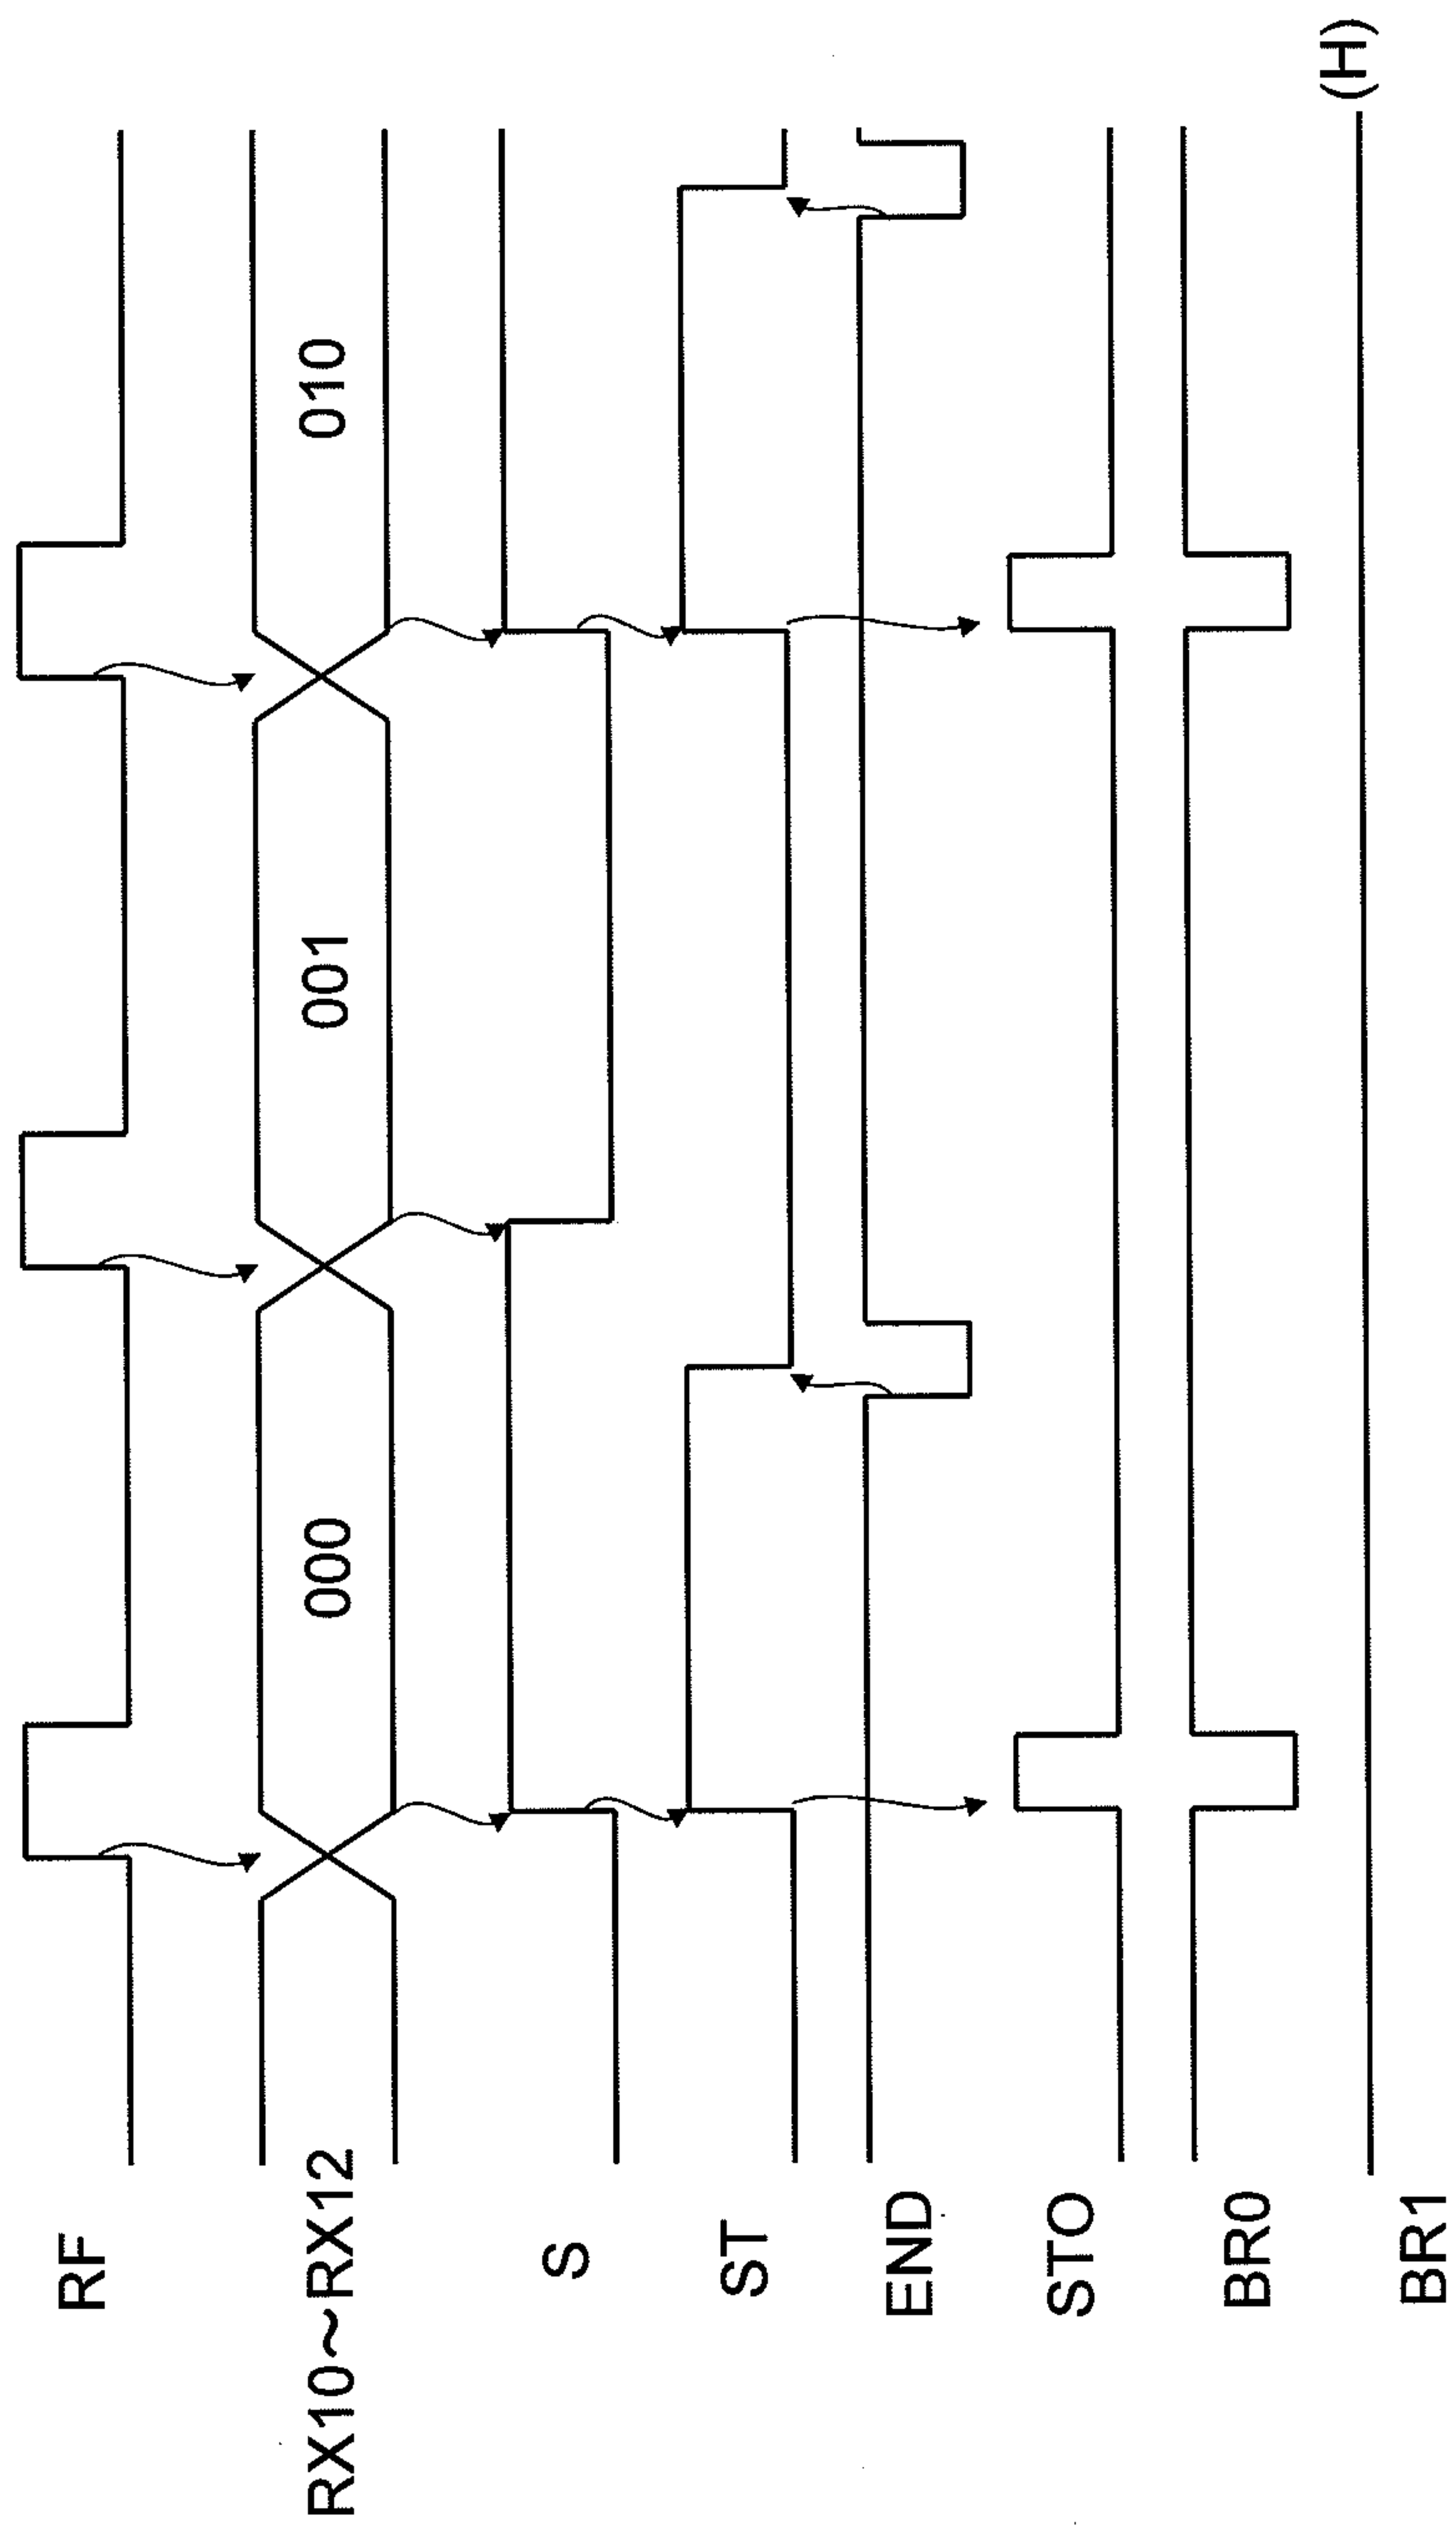 RF
RX10~RX12
000
001
010
S
ST
END
STO
BR0
BR1
(H)